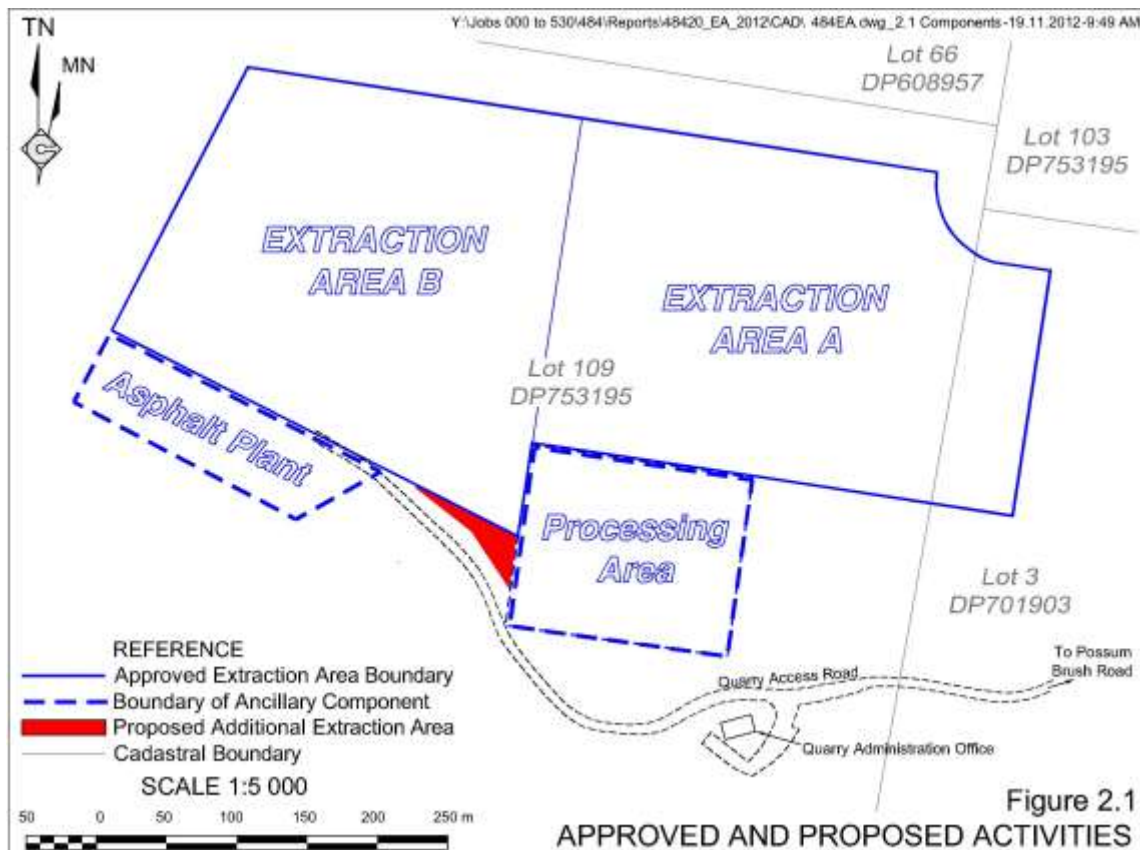 Y:\Jobs 000 to 530\484\Reports\48420_EA_2012\CAD\ 484EA.dwg_2.1 Components-19.11.2012-9:49 AM
TN
MN
Lot 66
DP608957
Lot 103
DP753195
EXTRACTION
AREA B
EXTRACTION
AREA A
Lot 109
DP753195
Asphalt Plant
Processing
Area
Lot 3
DP701903
To Possum
Brush Road
Quarry Access Road
Quarry Administration Office
REFERENCE
Approved Extraction Area Boundary
Boundary of Ancillary Component
Proposed Additional Extraction Area
Cadastral Boundary
SCALE 1:5 000
50 0 50 100 150 200 250 m
Figure 2.1
APPROVED AND PROPOSED ACTIVITIES